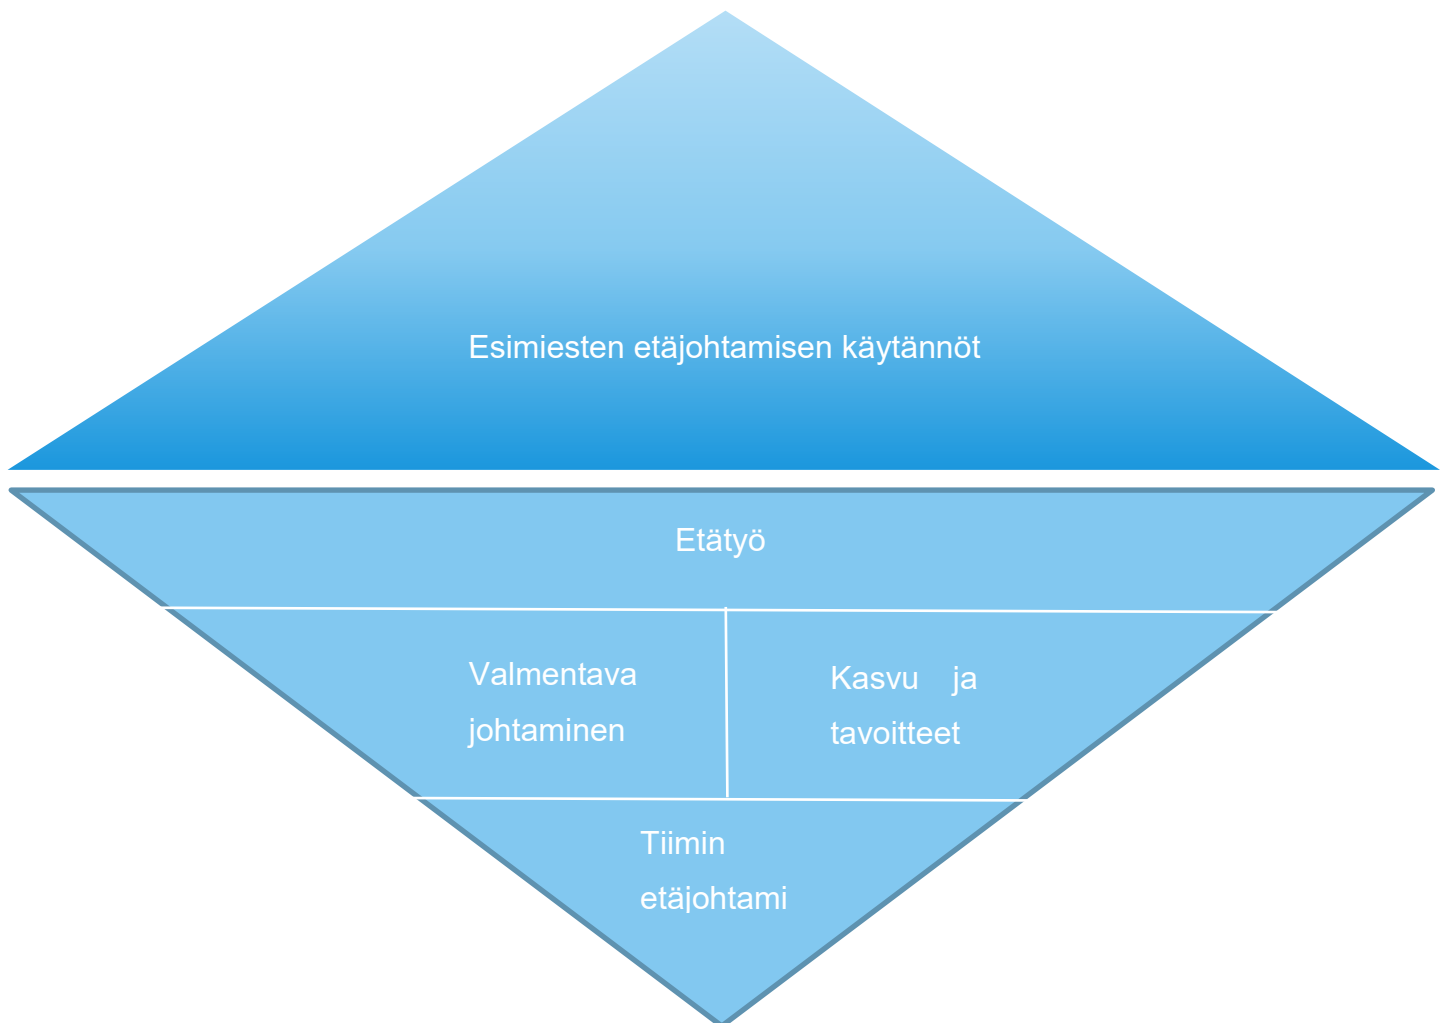 Esimiesten etäjohtamisen käytännöt
Etätyö
Valmentava
johtaminen
Kasvu ja
tavoitteet
Tiimin
etäjohtami